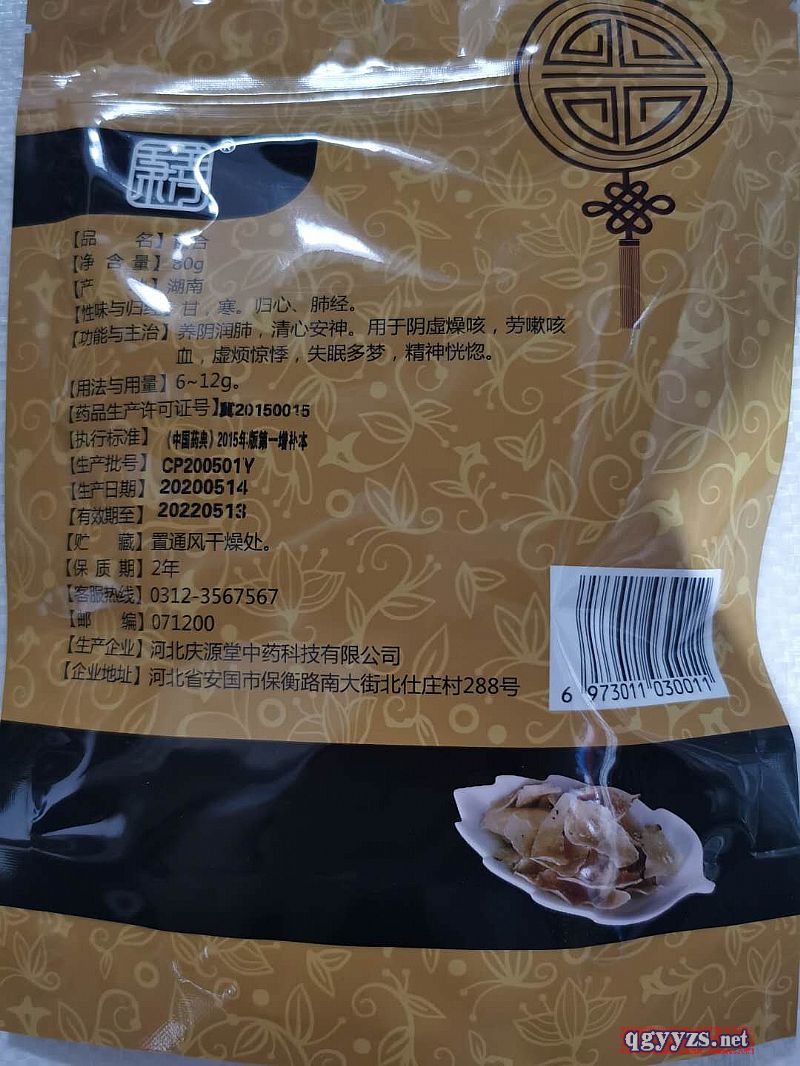 【品 名】百合
【净 含 量】80g
【产 地】湖南
【性味与归经】甘，寒。归心、肺经。
【功能与主治】养阴润肺，清心安神。用于阴虚燥咳，劳嗽咳
血，虚烦惊悸，失眠多梦，精神恍惚。
【用法与用量】6~12g。
【药品生产许可证号】冀20150015
【执行标准】《中国药典》2015年版第一增补本
【生产批号】CP200501Y
【生产日期】20200514
【有效期至】20220513
【贮 藏】置通风干燥处。
【保 质 期】2年
【客服热线】0312-3567567
【邮 编】071200
【生产企业】河北庆源堂中药科技有限公司
【企业地址】河北省安国市保衡路南大街北仕庄村288号
6 973011 030011
qgyyzs.net